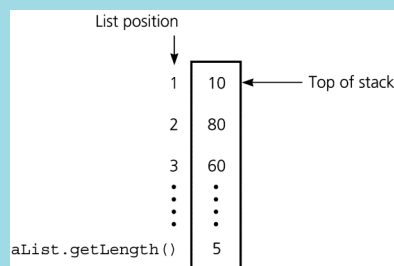 List position
1 10 Top of stack
2 80
3 60
aList.getLength() 5